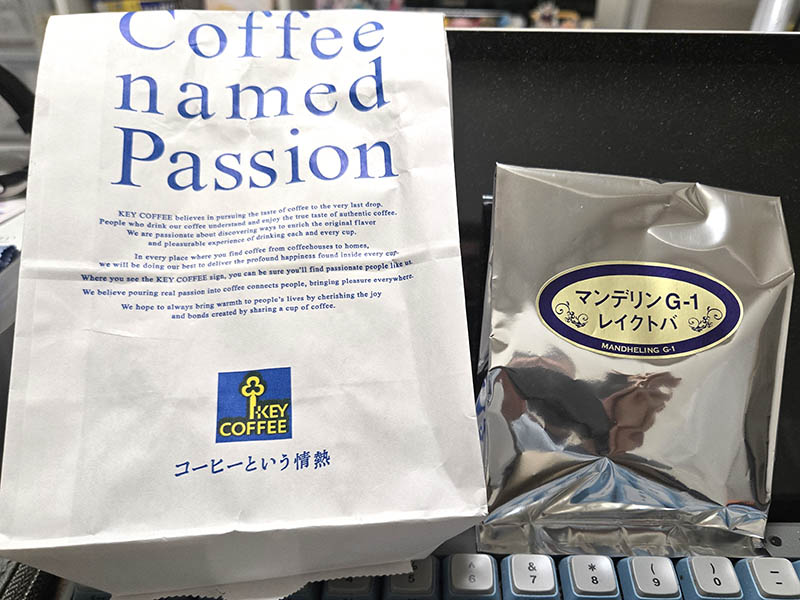 Coffee
named
Passion
KEY COFFEE believes in pursuing the taste of coffee to the very last drop.
People who drink our coffee understand and enjoy the true taste of authentic coffee.
We are passionate about discovering ways to enrich the original flavor
and pleasurable experience of drinking each and every cup.
In every place where you find coffee from coffeehouses to homes,
we will be doing our best to deliver the profound happiness found inside every cup.
Where you see the KEY COFFEE sign, you can be sure you'll find passionate people like us.
We believe pouring real passion into coffee connects people, bringing pleasure everywhere.
We hope to always bring warmth to people's lives by cherishing the joy
and bonds created by sharing a cup of coffee.
KEY
COFFEE
コーヒーという情熱
マンデリン G-1
レイクトバ
MANDHELING G-1
% 5
^ 6
& 7
* 8
( 9
) 0